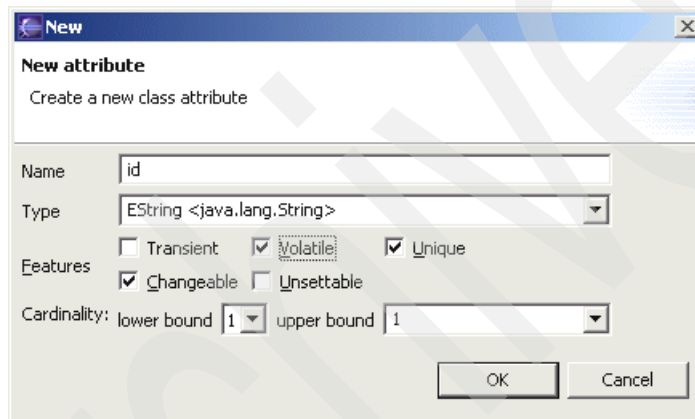 New
New attribute
Create a new class attribute
Name id
Type EString <java.lang.String>
Features
Transient Volatile Unique
Changeable Unsettable
Cardinality: lower bound 1 upper bound 1
OK Cancel